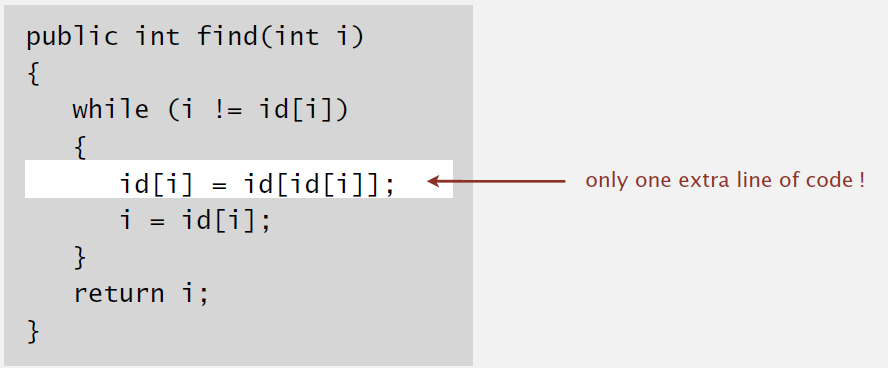 public int find(int i)
{
   while (i != id[i])
   {
      id[i] = id[id[i]];
only one extra line of code !
      i = id[i];
   }
   return i;
}